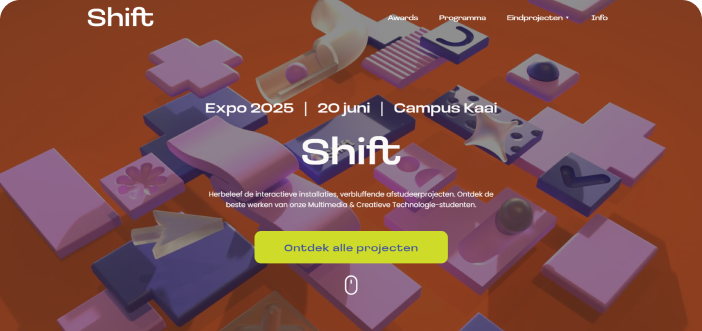 Shift
Awards Programma Eindprojecten Info
Expo 2025 | 20 juni | Campus Kaai
Shift
Herbeleef de interactieve installaties, verbluffende afstudeerprojecten. Ontdek de
beste werken van onze Multimedia & Creatieve Technologie-studenten.
Ontdek alle projecten